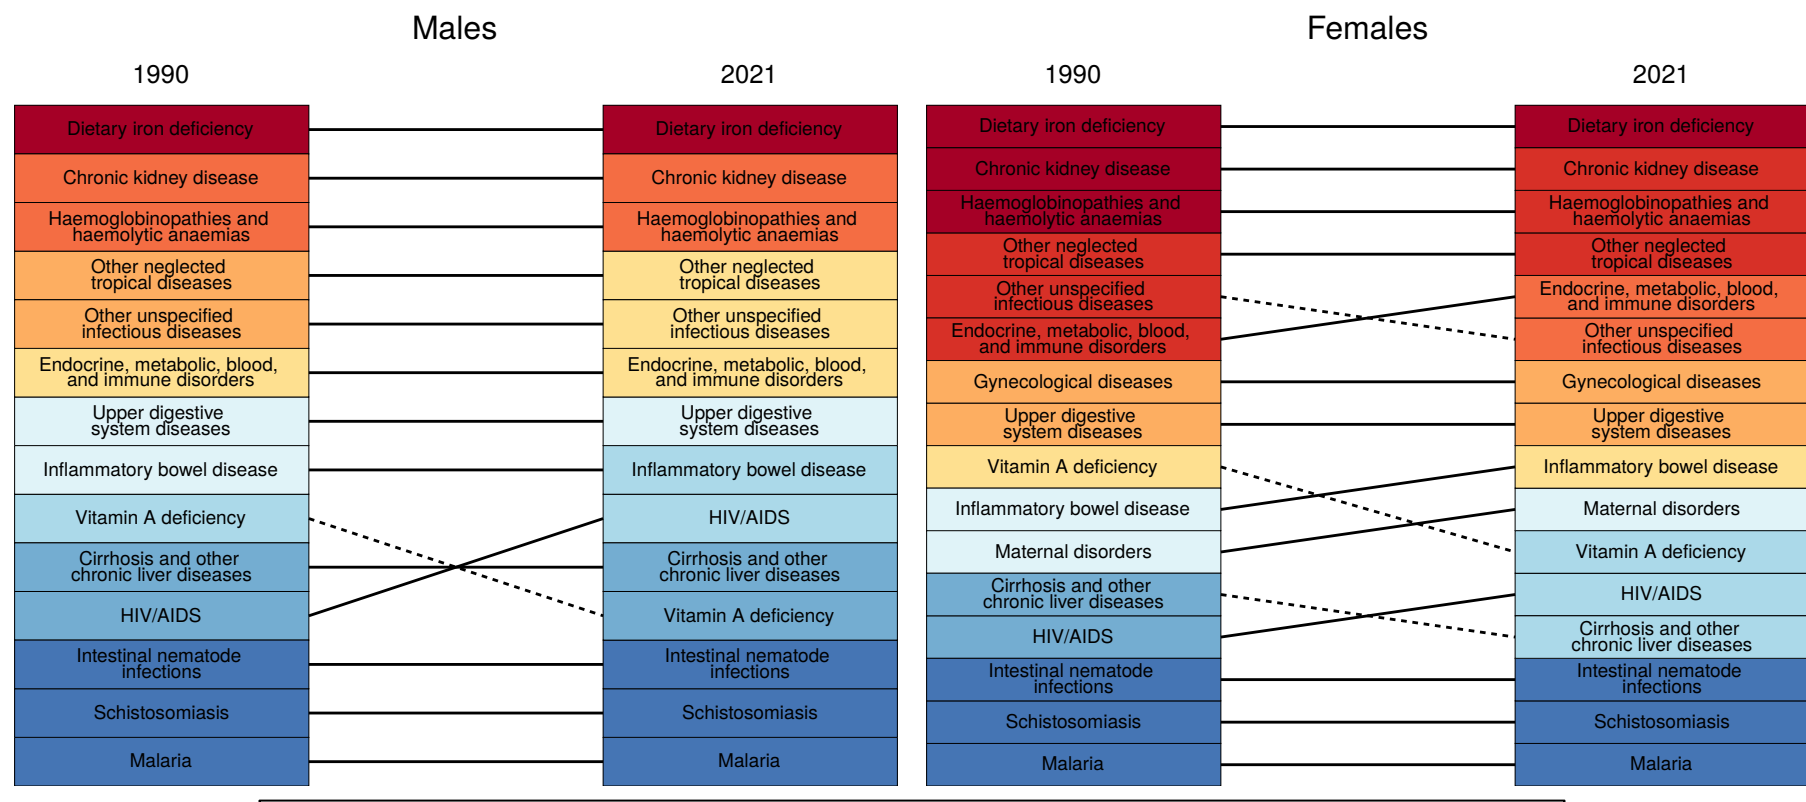 Males
Females
1990
2021
1990
2021
Dietary iron deficiency
Chronic kidney disease
Haemoglobinopathies and
haemolytic anaemias
Other neglected
tropical diseases
Other unspecified
infectious diseases
Endocrine, metabolic, blood,
and immune disorders
Upper digestive
system diseases
Inflammatory bowel disease
Vitamin A deficiency
Cirrhosis and other
chronic liver diseases
HIV/AIDS
Intestinal nematode
infections
Schistosomiasis
Malaria
Dietary iron deficiency
Chronic kidney disease
Haemoglobinopathies and
haemolytic anaemias
Other neglected
tropical diseases
Other unspecified
infectious diseases
Endocrine, metabolic, blood,
and immune disorders
Upper digestive
system diseases
Inflammatory bowel disease
HIV/AIDS
Cirrhosis and other
chronic liver diseases
Vitamin A deficiency
Intestinal nematode
infections
Schistosomiasis
Malaria
Dietary iron deficiency
Chronic kidney disease
Haemoglobinopathies and
haemolytic anaemias
Other neglected
tropical diseases
Other unspecified
infectious diseases
Endocrine, metabolic, blood,
and immune disorders
Gynecological diseases
Upper digestive
system diseases
Vitamin A deficiency
Inflammatory bowel disease
Maternal disorders
Cirrhosis and other
chronic liver diseases
HIV/AIDS
Intestinal nematode
infections
Schistosomiasis
Malaria
Dietary iron deficiency
Chronic kidney disease
Haemoglobinopathies and
haemolytic anaemias
Other neglected
tropical diseases
Endocrine, metabolic, blood,
and immune disorders
Other unspecified
infectious diseases
Gynecological diseases
Upper digestive
system diseases
Inflammatory bowel disease
Maternal disorders
Vitamin A deficiency
HIV/AIDS
Cirrhosis and other
chronic liver diseases
Intestinal nematode
infections
Schistosomiasis
Malaria